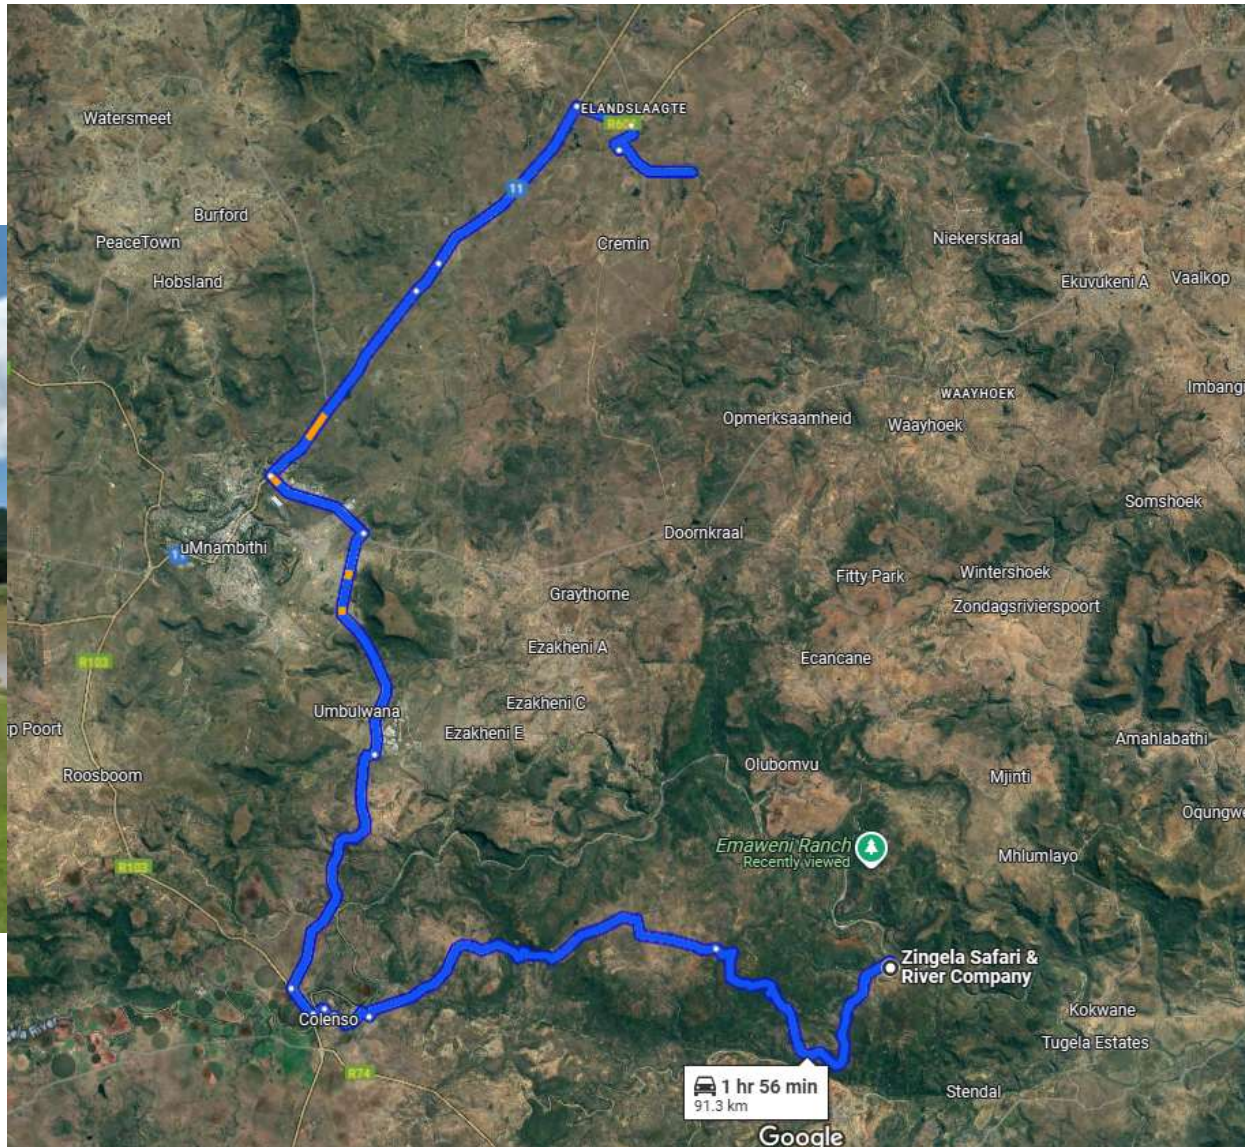 ELANDSLAAGTE
Watersmeet
11
Burford
PeaceTown
Cremin
Niekerskraal
Hobsland
Ekuvukeni A
Vaalkop
WAAYHOEK
Opmerksaamheid
Waayhoek
Somshoek
Doornkraal
uMnambithi
Fitty Park
Wintershoek
Graythorne
Zondagsrivierspoort
Ezakheni A
Ecancane
R103
Ezakheni C
Umbulwana
Ezakheni E
Poort
Amahlabathi
Roosboom
Olubomvu
Mjinti
Emaweni Ranch
Recently viewed
Mhlumlayo
R103
Zingela Safari &
River Company
Colenso
Kokwane
River
Tugela Estates
R74
1 hr 56 min
91.3 km
Stendal
Google